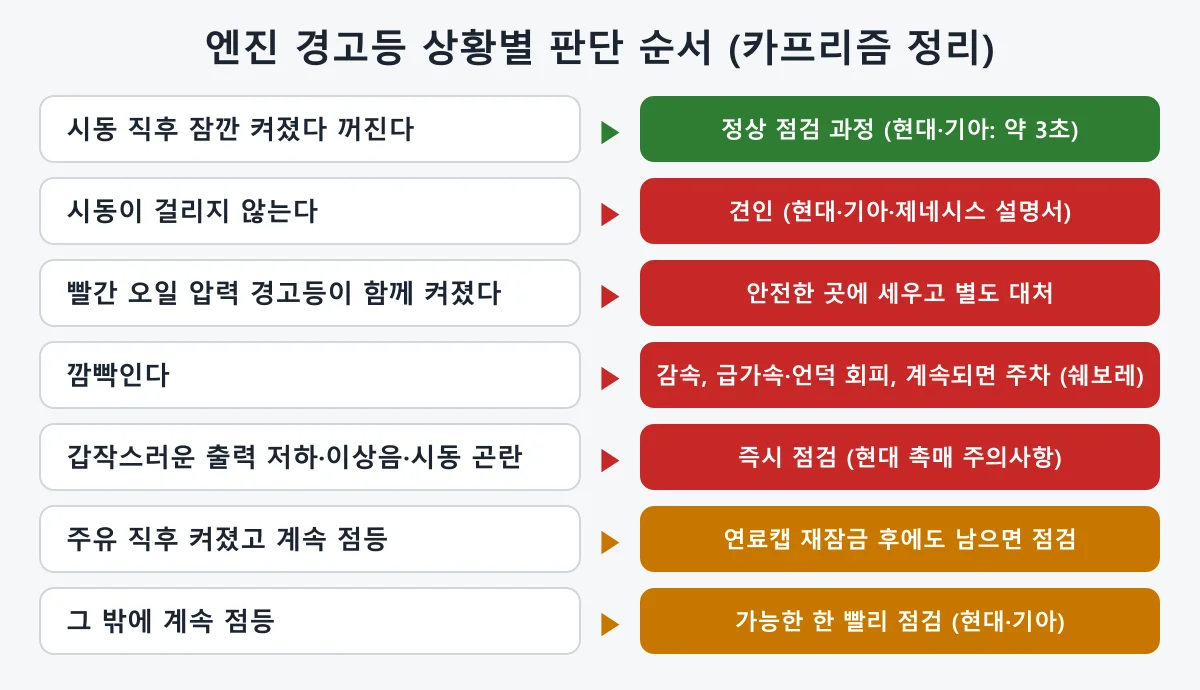 엔진 경고등 상황별 판단 순서 (카프리즘 정리)
시동 직후 잠깐 켜졌다 꺼진다
정상 점검 과정 (현대·기아: 약 3초)
시동이 걸리지 않는다
견인 (현대·기아·제네시스 설명서)
빨간 오일 압력 경고등이 함께 켜졌다
안전한 곳에 세우고 별도 대처
깜빡인다
감속, 급가속·언덕 회피, 계속되면 주차 (쉐보레)
갑작스러운 출력 저하·이상음·시동 곤란
즉시 점검 (현대 촉매 주의사항)
주유 직후 켜졌고 계속 점등
연료캡 재잠금 후에도 남으면 점검
그 밖에 계속 점등
가능한 한 빨리 점검 (현대·기아)